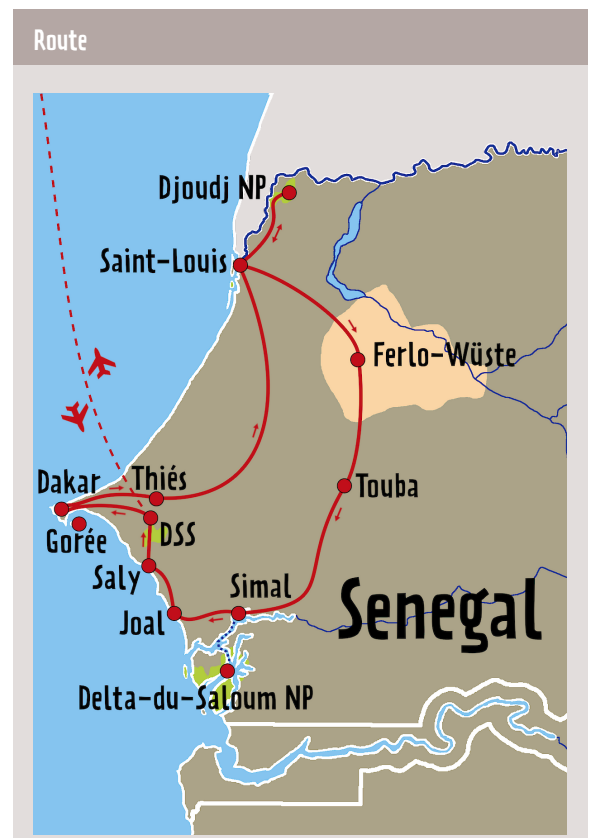 Route
Djoudj NP
Saint-Louis
Ferlo-Wüste
Dakar
Thiés
Touba
Gorée
DSS
Saly
Simal
Senegal
Joal
Delta-du-Saloum NP